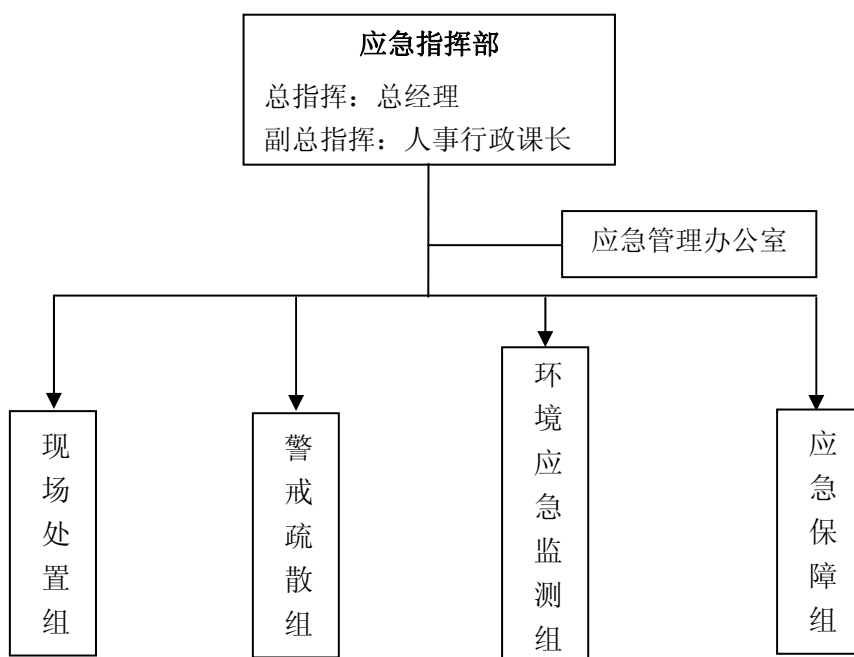 应急指挥部
总指挥：总经理
副总指挥：人事行政课长
应急管理办公室
现场处置组
警戒疏散组
环境应急监测组
应急保障组